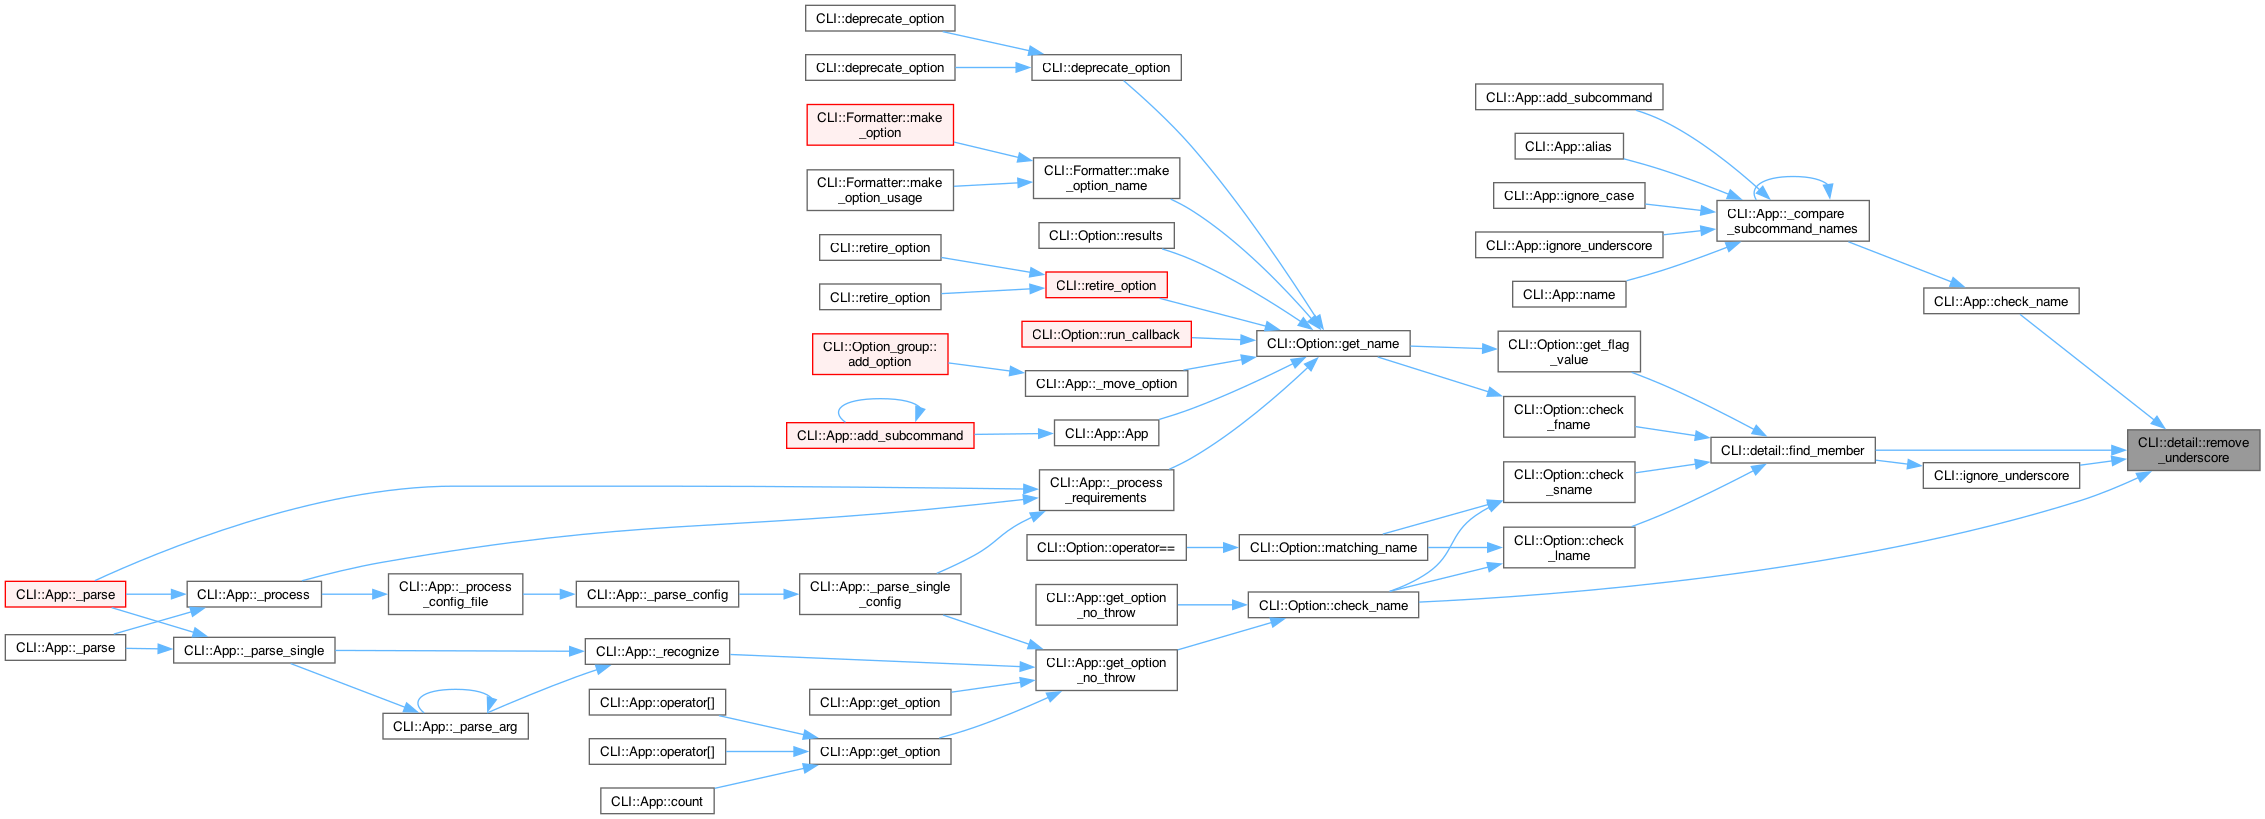 CLI::deprecate_option
CLI::deprecate_option
CLI::deprecate_option
CLI::Formatter::make
_option
CLI::Formatter::make
_option_name
CLI::Formatter::make
_option_usage
CLI::Option::results
CLI::retire_option
CLI::retire_option
CLI::retire_option
CLI::Option::run_callback
CLI::Option_group::
add_option
CLI::App::_move_option
CLI::App::add_subcommand
CLI::App::App
CLI::App::_process
_requirements
CLI::Option::get_name
CLI::App::add_subcommand
CLI::App::alias
CLI::App::ignore_case
CLI::App::ignore_underscore
CLI::App::name
CLI::App::_compare
_subcommand_names
CLI::App::check_name
CLI::Option::get_flag
_value
CLI::Option::check
_fname
CLI::Option::check
_sname
CLI::Option::check
_lname
CLI::detail::find_member
CLI::ignore_underscore
CLI::detail::remove
_underscore
CLI::Option::operator==
CLI::Option::matching_name
CLI::App::_parse
CLI::App::_process
CLI::App::_process
_config_file
CLI::App::_parse_config
CLI::App::_parse_single
_config
CLI::App::get_option
_no_throw
CLI::Option::check_name
CLI::App::_parse
CLI::App::_parse_single
CLI::App::_recognize
CLI::App::get_option
_no_throw
CLI::App::_parse_arg
CLI::App::operator[]
CLI::App::get_option
CLI::App::operator[]
CLI::App::get_option
CLI::App::count